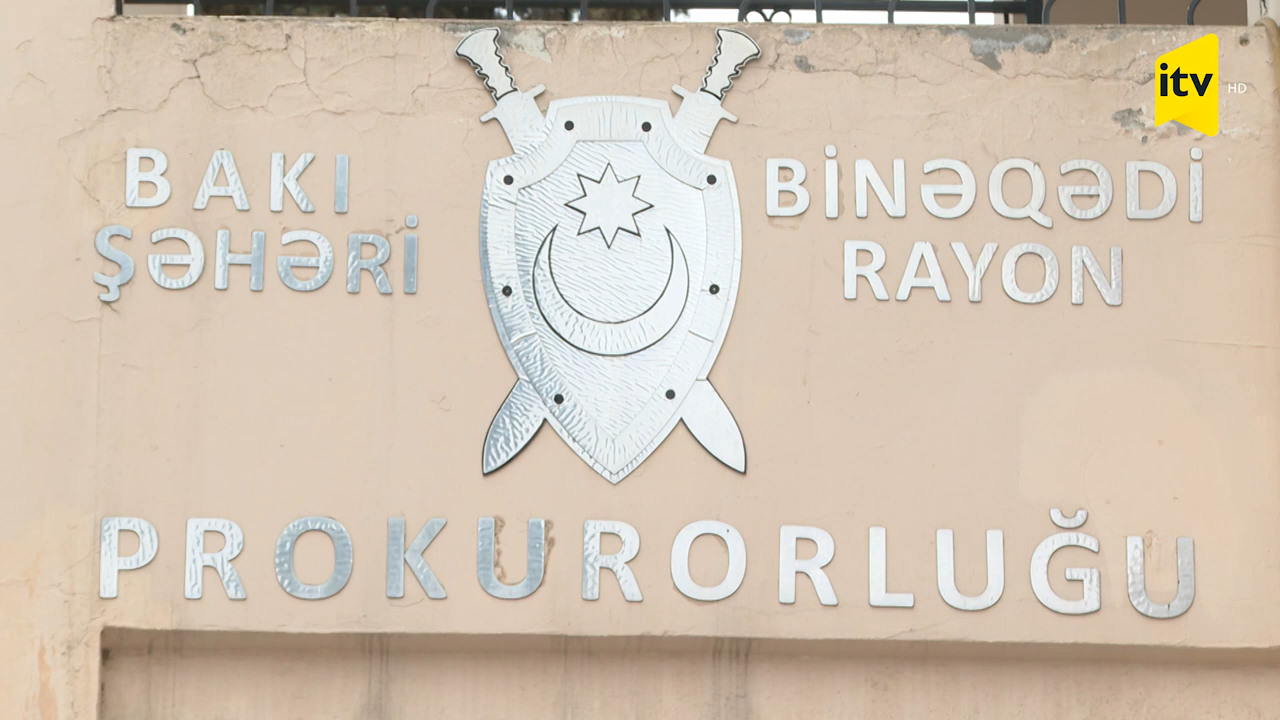 BAKI
ŞƏHƏRİ
BİNƏQƏDİ
RAYON
PROKURORLUĞU
itv HD